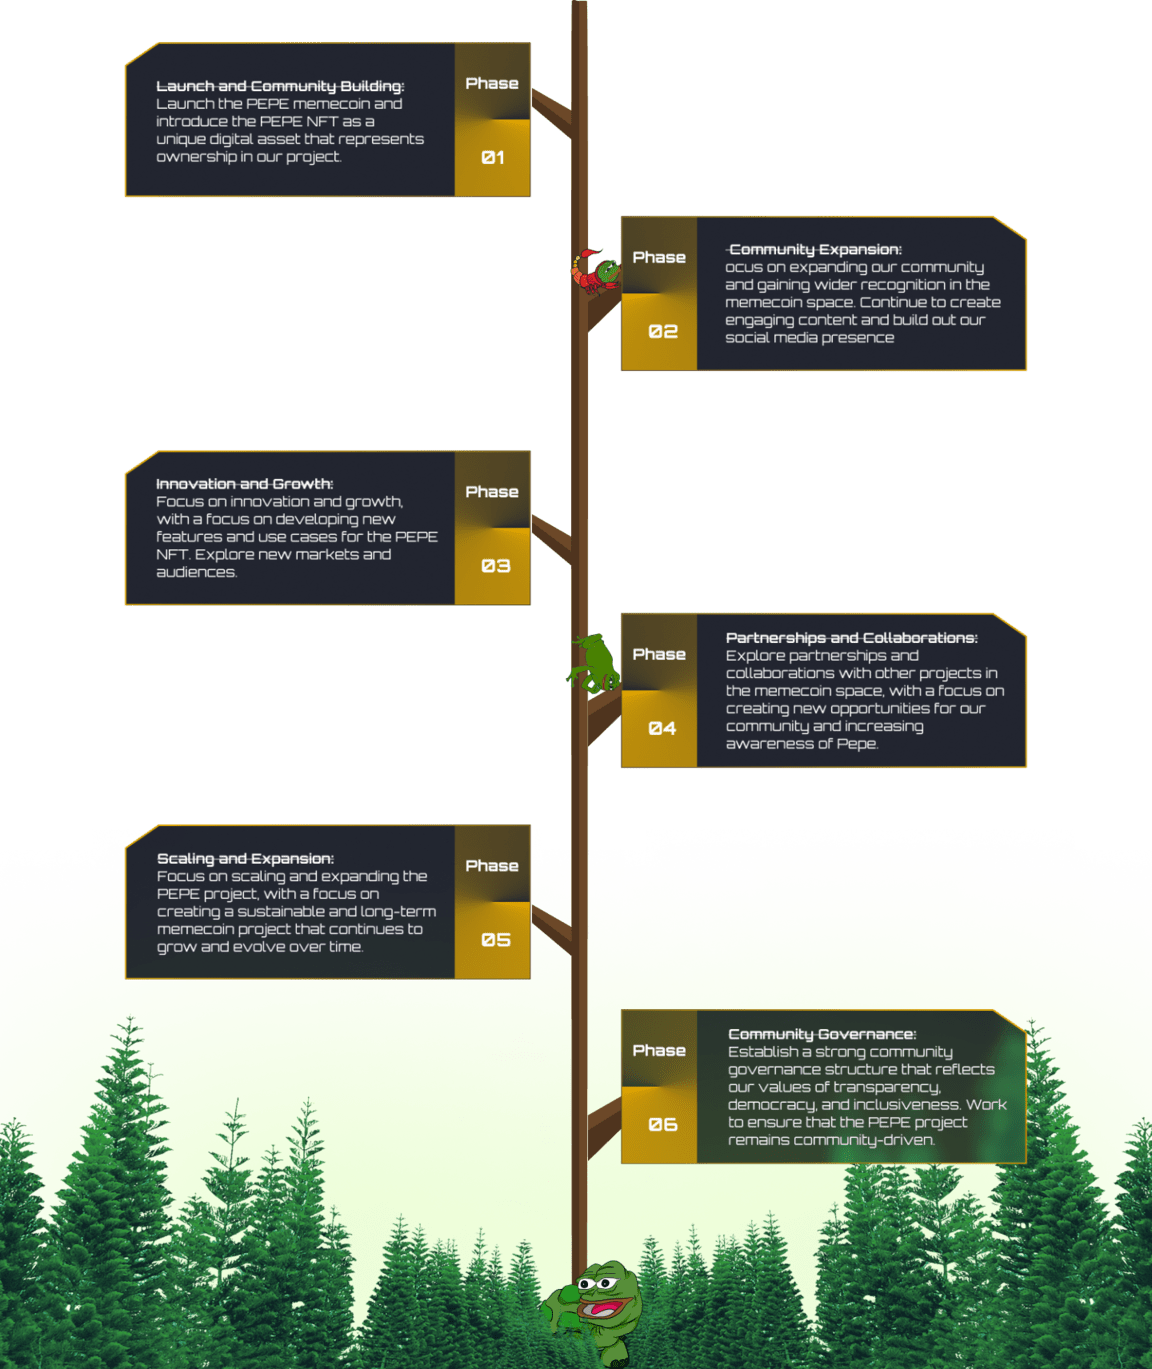 Launch and Community Building:
Launch the PEPE memecoin and
introduce the PEPE NFT as a
unique digital asset that represents
ownership in our project.
Phase
01
Phase
02
Community Expansion:
ocus on expanding our community
and gaining wider recognition in the
memecoin space. Continue to create
engaging content and build out our
social media presence
Innovation and Growth:
Focus on innovation and growth,
with a focus on developing new
features and use cases for the PEPE
NFT. Explore new markets and
audiences.
Phase
03
Phase
04
Partnerships and Collaborations:
Explore partnerships and
collaborations with other projects in
the memecoin space, with a focus on
creating new opportunities for our
community and increasing
awareness of Pepe.
Scaling and Expansion:
Focus on scaling and expanding the
PEPE project, with a focus on
creating a sustainable and long-term
memecoin project that continues to
grow and evolve over time.
Phase
05
Phase
06
Community Governance:
Establish a strong community
governance structure that reflects
our values of transparency,
democracy, and inclusiveness. Work
to ensure that the PEPE project
remains community-driven.